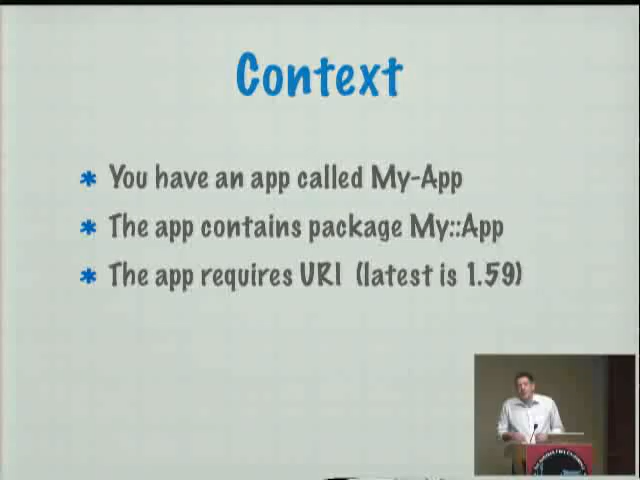 Context
* You have an app called My-App
* The app contains package My::App
* The app requires URI (latest is 1.59)